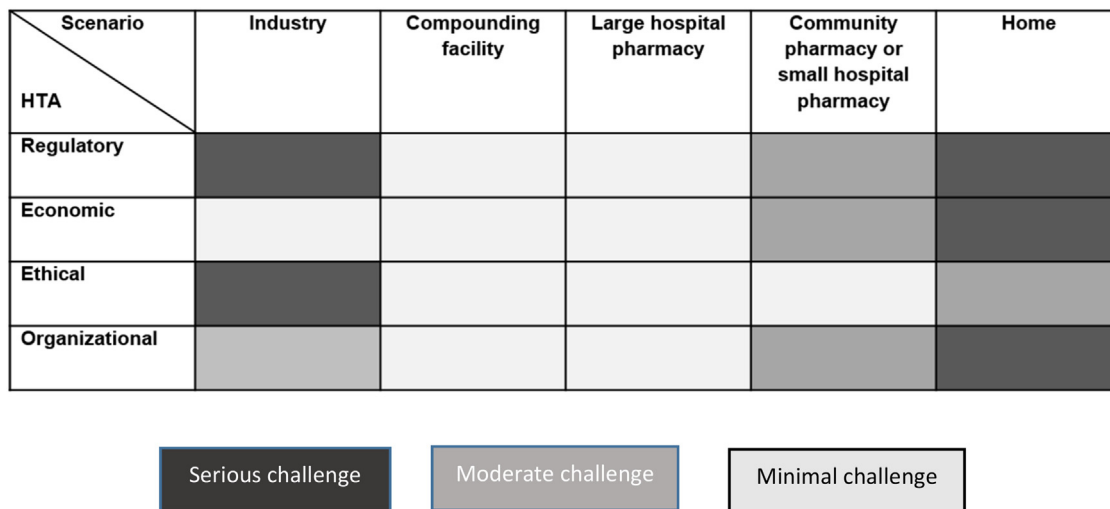 Scenario
HTA
Industry
Compounding
facility
Large hospital
pharmacy
Community
pharmacy or
small hospital
pharmacy
Home
Regulatory
Economic
Ethical
Organizational
Serious challenge
Moderate challenge
Minimal challenge